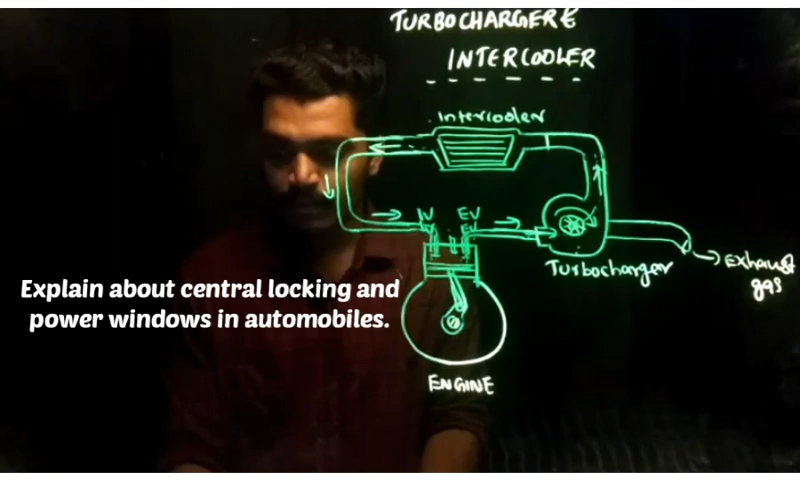 TURBOCHARGER &
INTERCOOLER
Intercooler
IV EV
Turbocharger
Exhaust
gas
Explain about central locking and
power windows in automobiles.
ENGINE